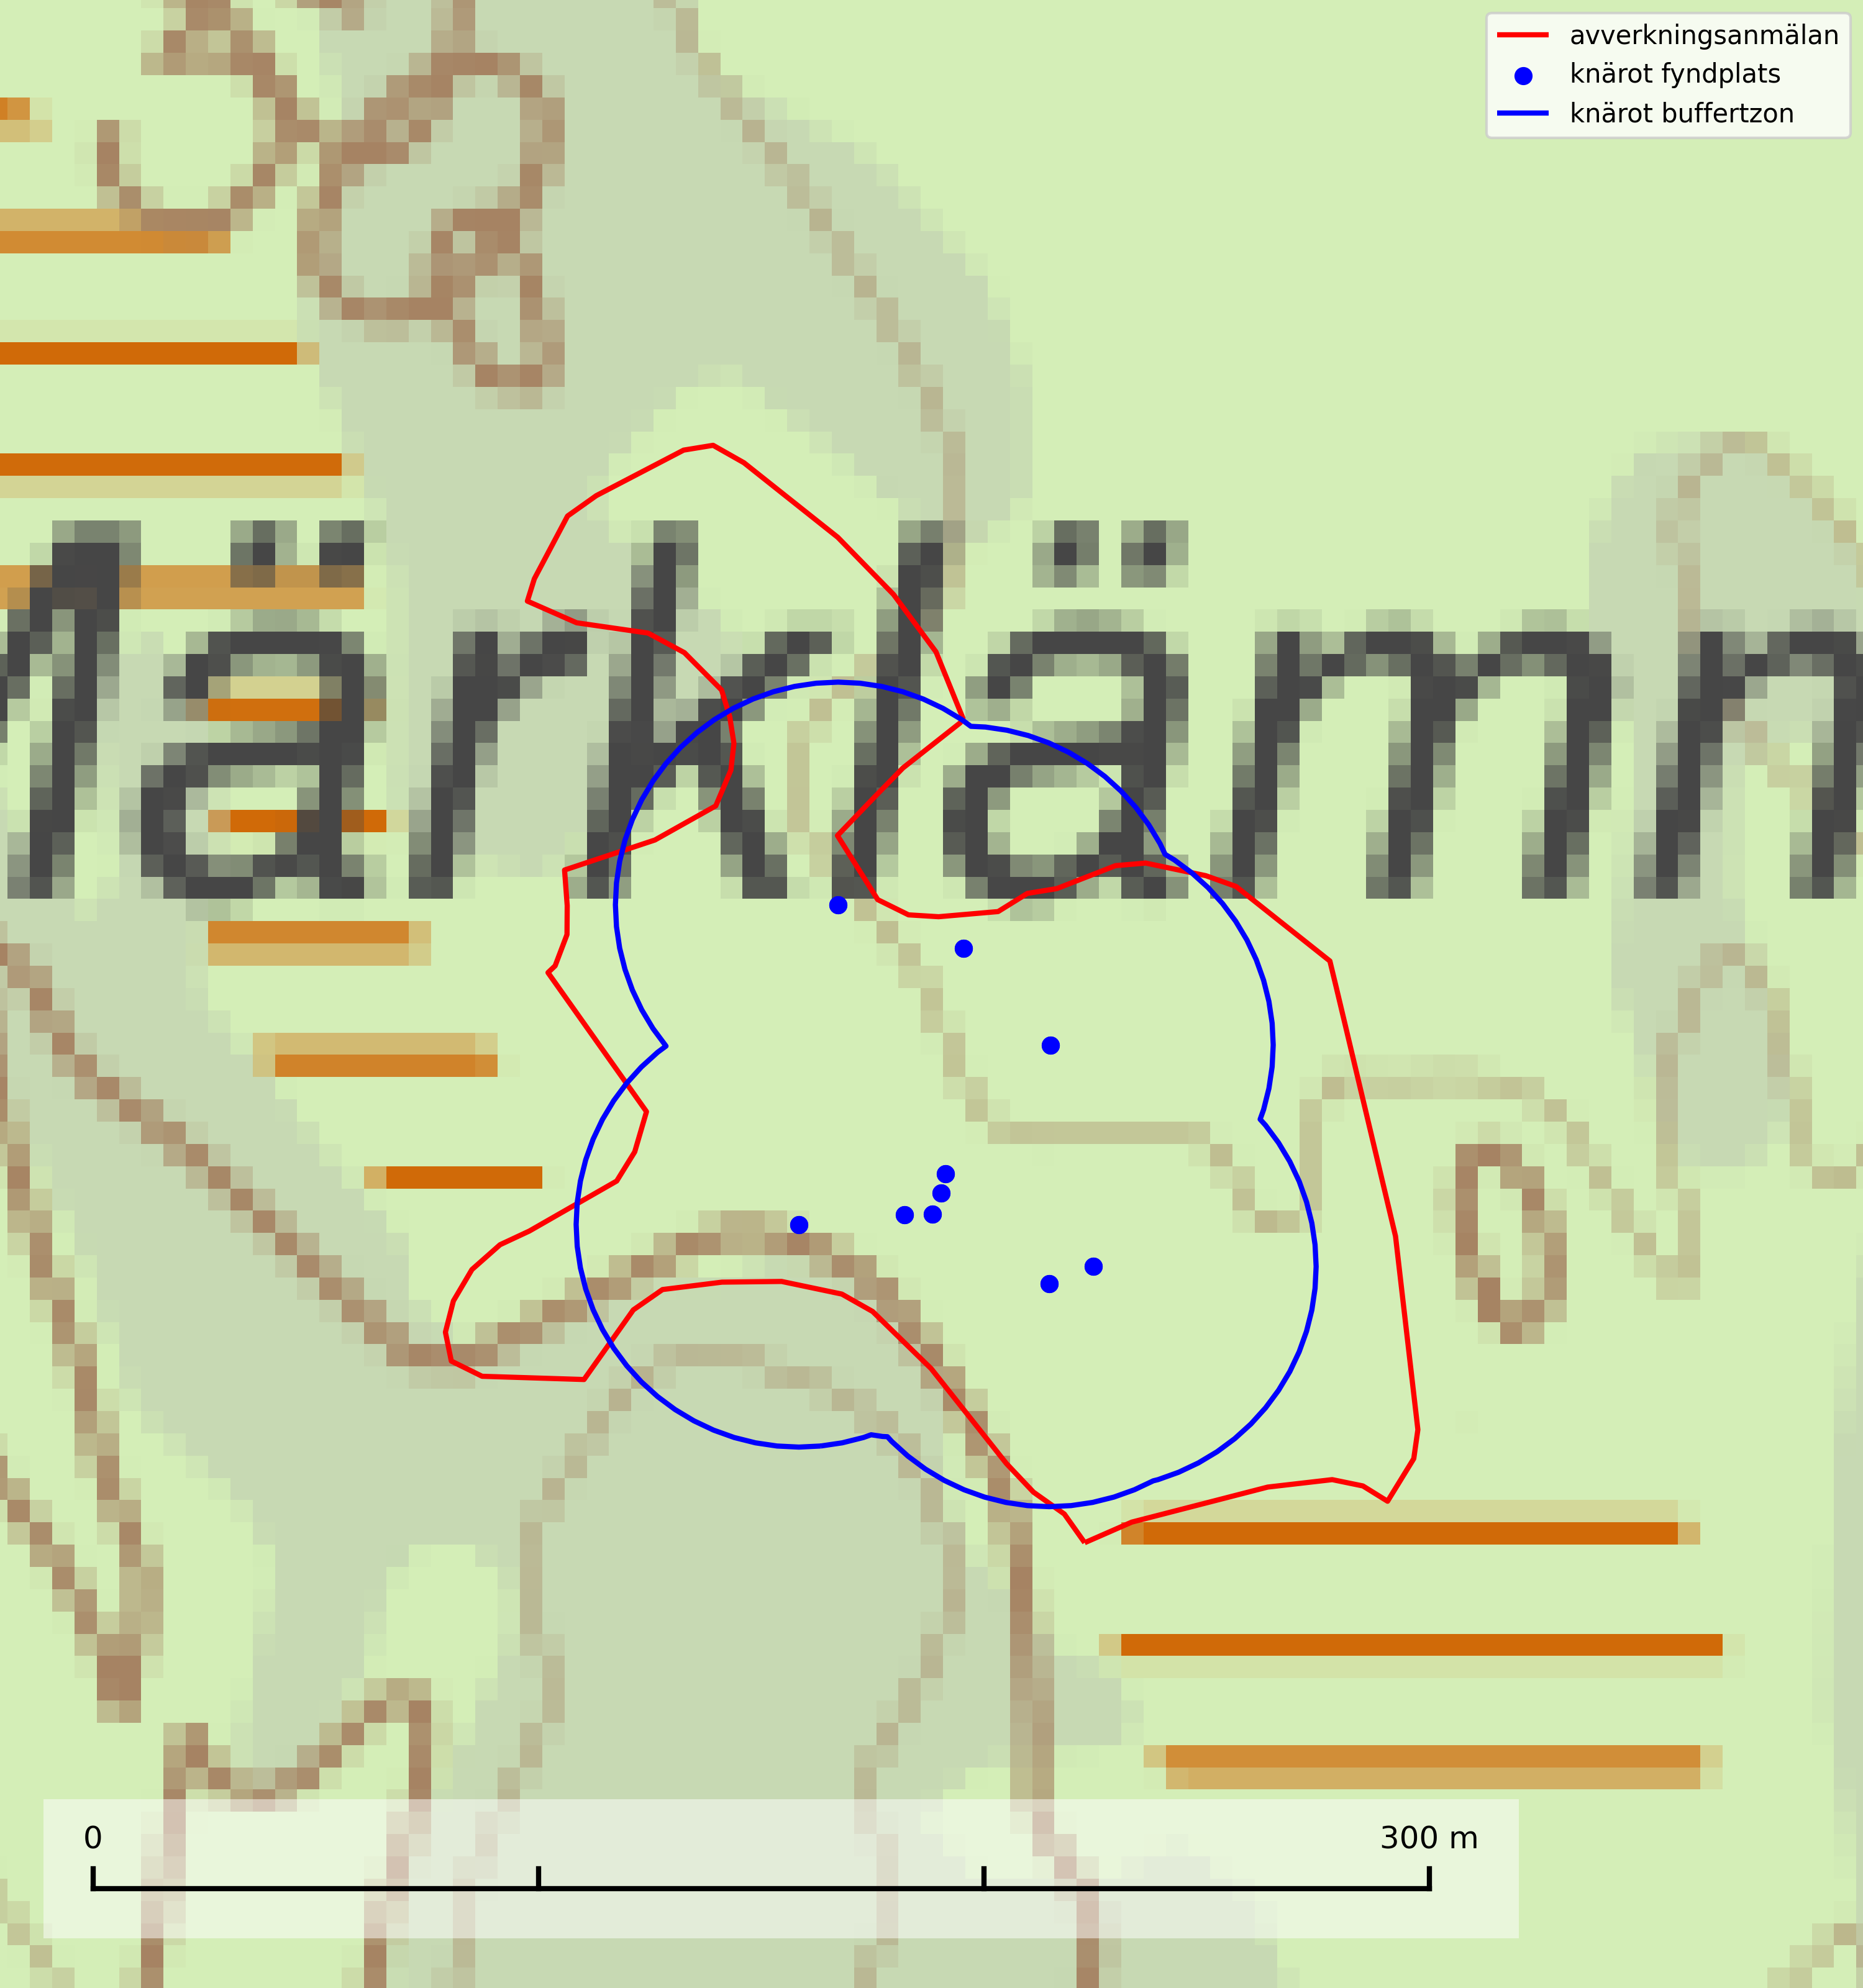 avverkningsanmälan
knärot fyndplats
knärot buffertzon
0
300 m